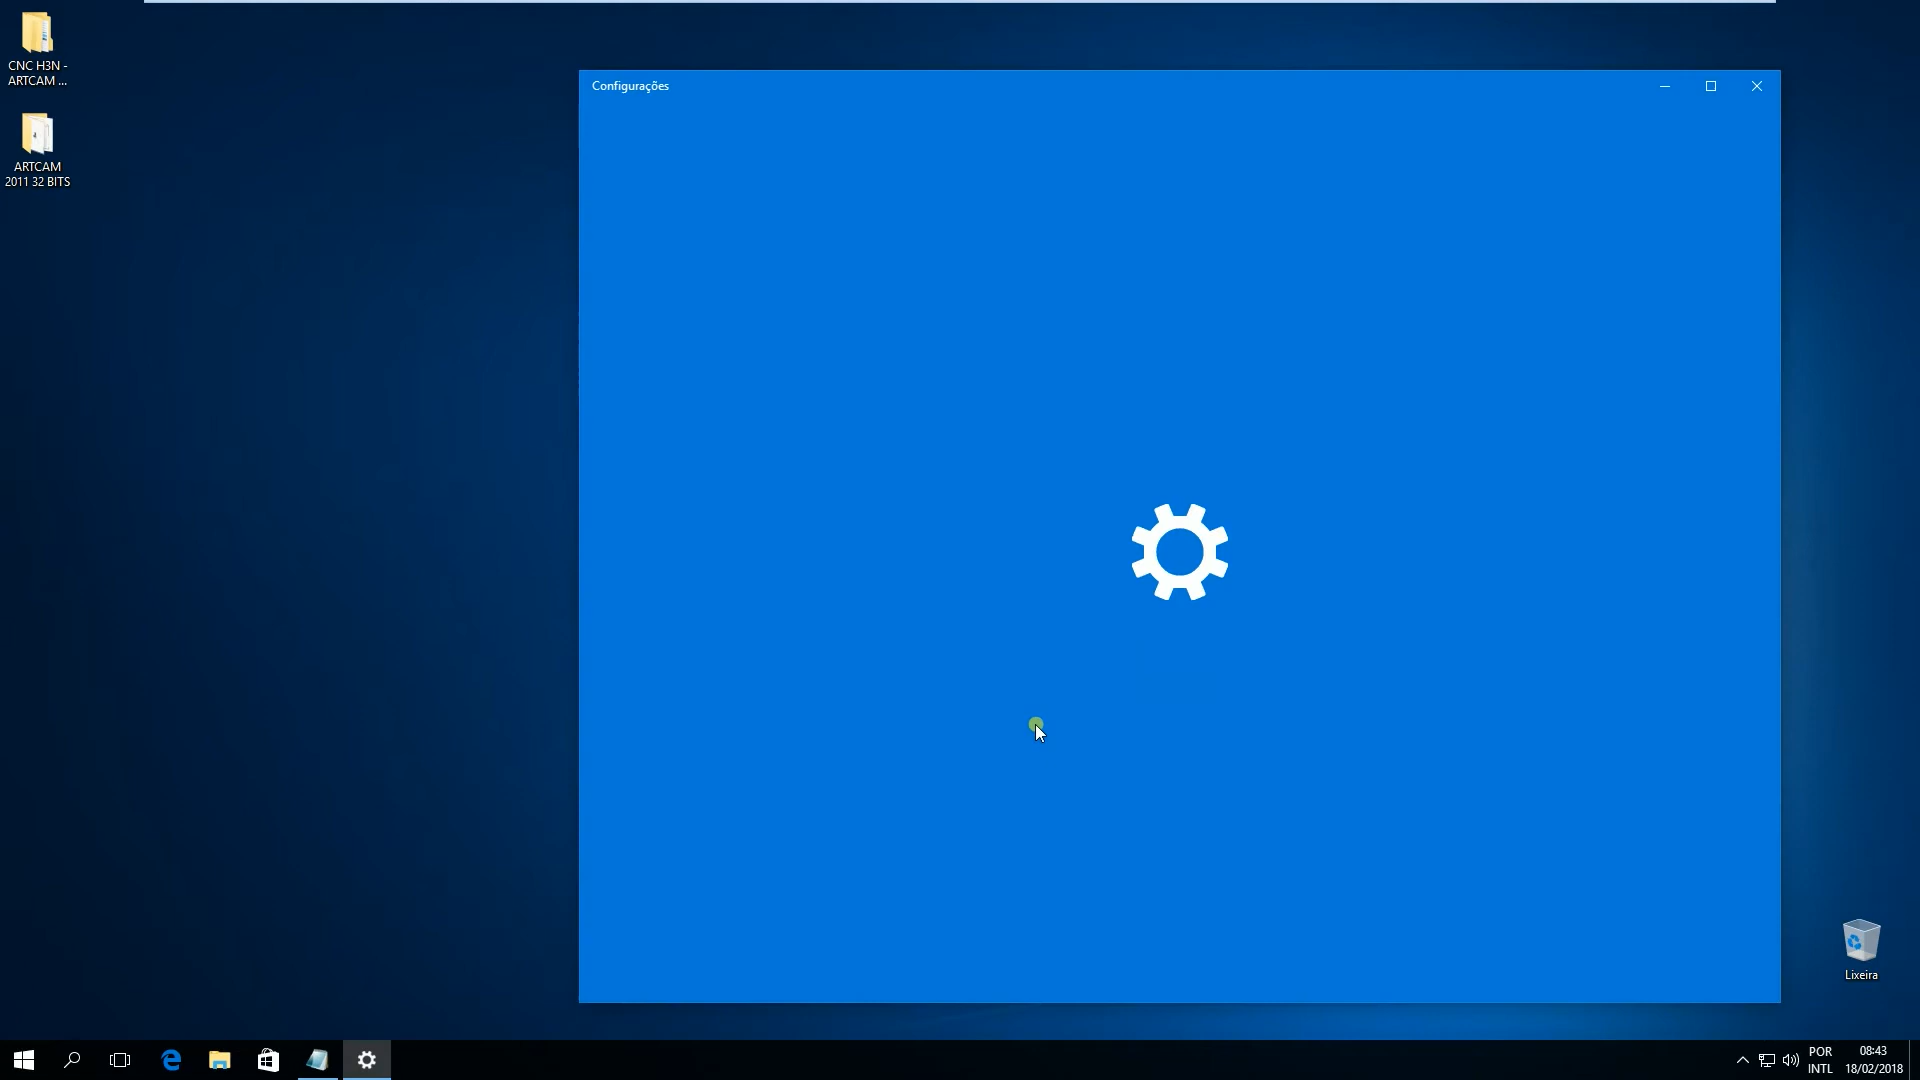 CNC H3N -
ARTCAM ...
ARTCAM
2011 32 BITS
Configurações
Lixeira
POR
INTL
08:43
18/02/2018